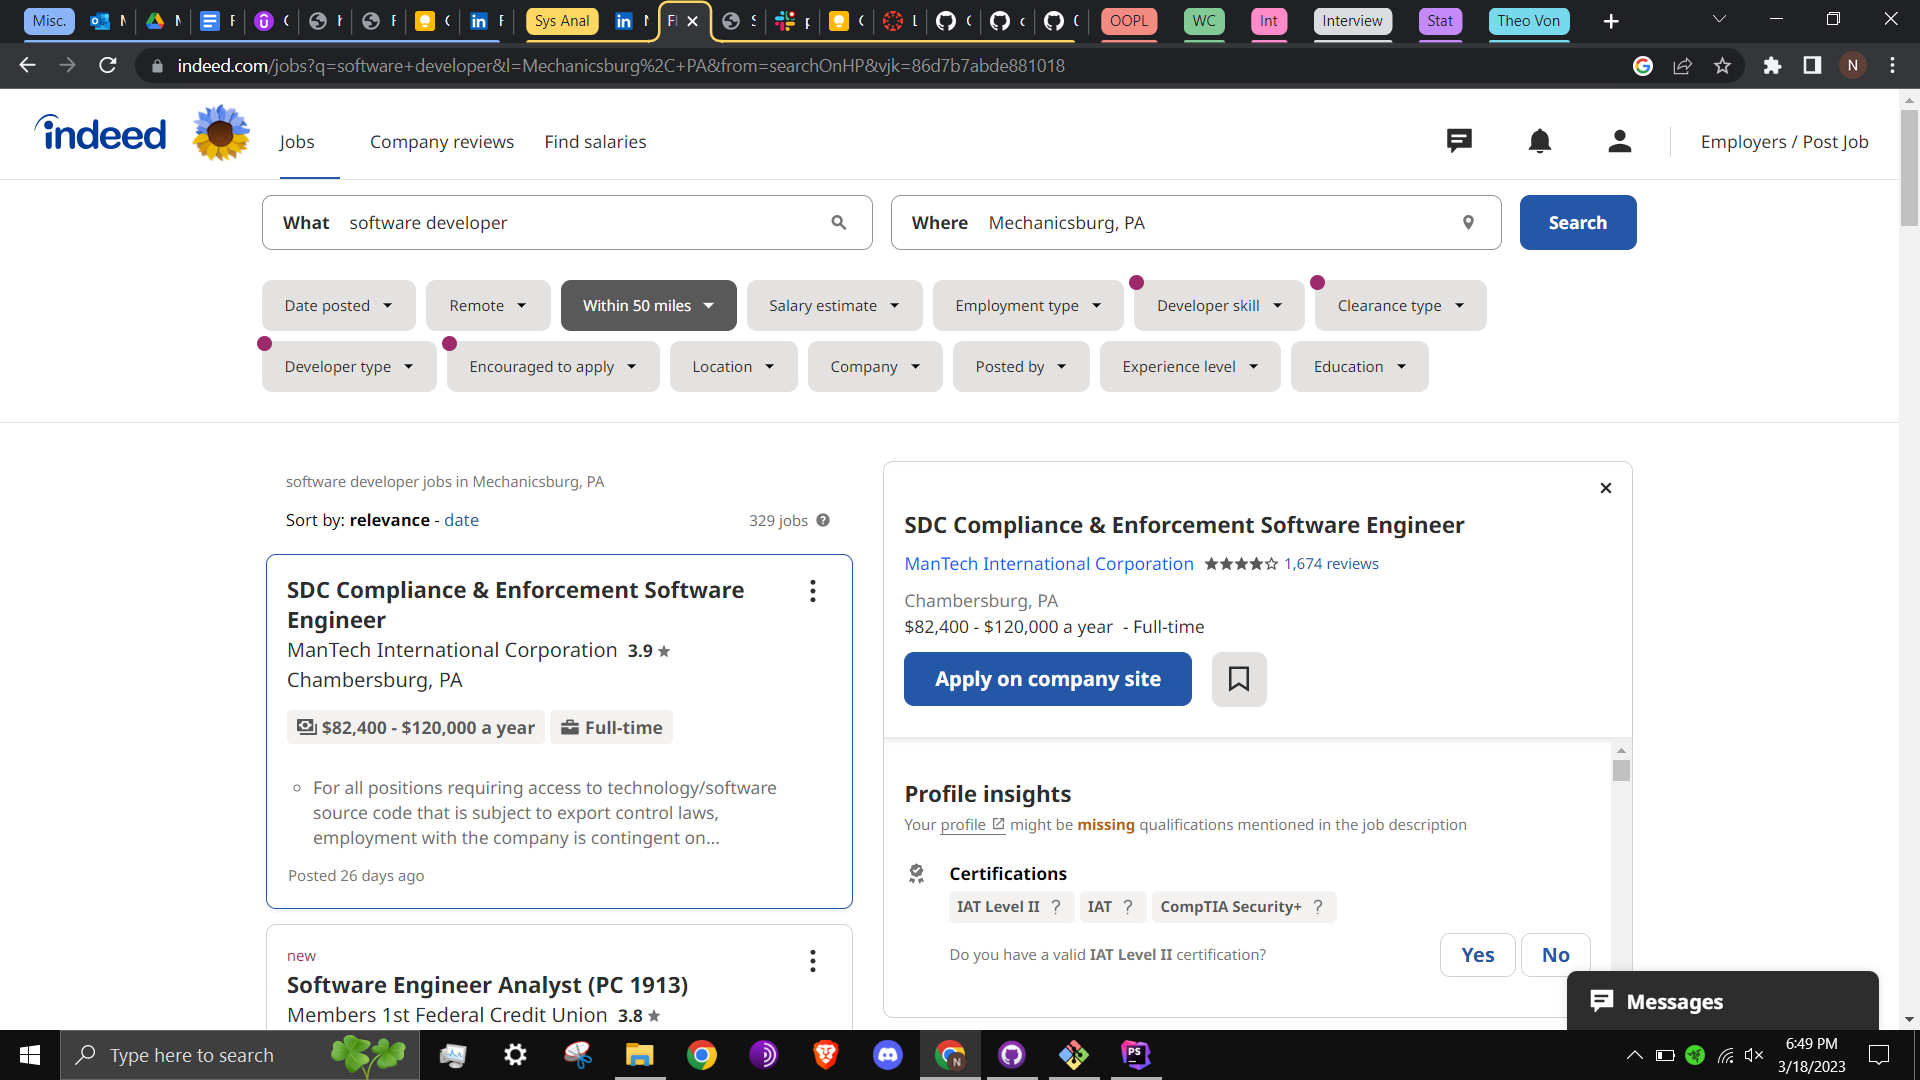 Misc.
Sys Anal
OOPL
WC
Int
Interview
Stat
Theo Von
indeed.com/jobs?q=software+developer&l=Mechanicsburg%2C+PA&from=searchOnHP&vjk=86d7b7abde881018
N
indeed
Jobs
Company reviews
Find salaries
Employers / Post Job
What software developer
Where Mechanicsburg, PA
Search
Date posted
Remote
Within 50 miles
Salary estimate
Employment type
Developer skill
Clearance type
Developer type
Encouraged to apply
Location
Company
Posted by
Experience level
Education
software developer jobs in Mechanicsburg, PA
Sort by: relevance - date
329 jobs
SDC Compliance & Enforcement Software
Engineer
ManTech International Corporation 3.9
Chambersburg, PA
$82,400 - $120,000 a year
Full-time
For all positions requiring access to technology/software
source code that is subject to export control laws,
employment with the company is contingent on...
Posted 26 days ago
new
Software Engineer Analyst (PC 1913)
Members 1st Federal Credit Union 3.8
SDC Compliance & Enforcement Software Engineer
ManTech International Corporation 1,674 reviews
Chambersburg, PA
$82,400 - $120,000 a year - Full-time
Apply on company site
Profile insights
Your profile might be missing qualifications mentioned in the job description
Certifications
IAT Level II ?
IAT ?
CompTIA Security+ ?
Do you have a valid IAT Level II certification?
Yes
No
Messages
Type here to search
6:49 PM
3/18/2023